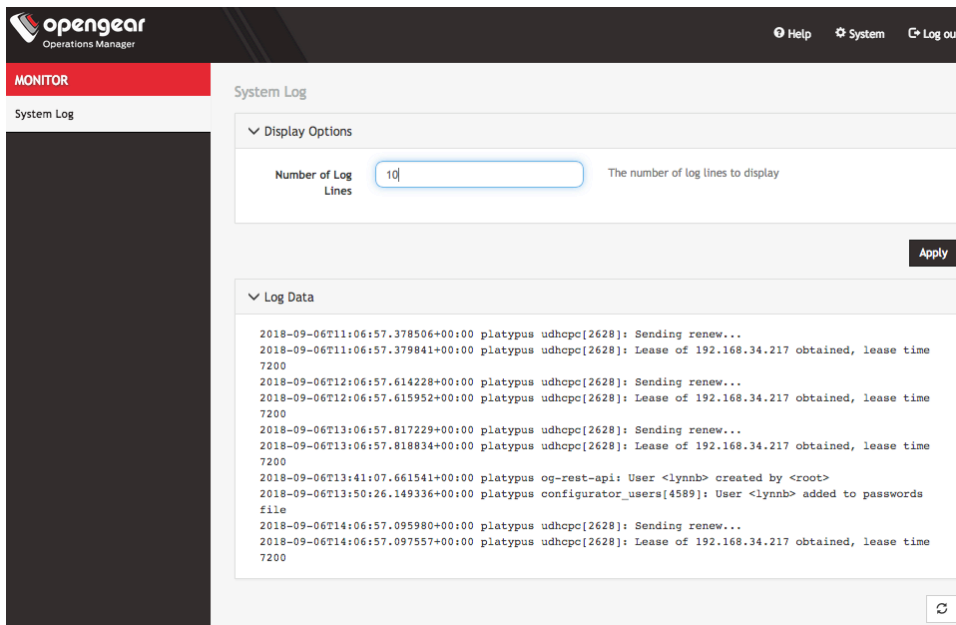 opengear
Operations Manager
Help
System
Log ou
MONITOR
System Log
System Log
Display Options
Number of Log
Lines
10
The number of log lines to display
Apply
Log Data
2018-09-06T11:06:57.378506+00:00 platypus udhcpc[2628]: Sending renew...
2018-09-06T11:06:57.379841+00:00 platypus udhcpc[2628]: Lease of 192.168.34.217 obtained, lease time
7200
2018-09-06T12:06:57.614228+00:00 platypus udhcpc[2628]: Sending renew...
2018-09-06T12:06:57.615952+00:00 platypus udhcpc[2628]: Lease of 192.168.34.217 obtained, lease time
7200
2018-09-06T13:06:57.817229+00:00 platypus udhcpc[2628]: Sending renew...
2018-09-06T13:06:57.818834+00:00 platypus udhcpc[2628]: Lease of 192.168.34.217 obtained, lease time
7200
2018-09-06T13:41:07.661541+00:00 platypus og-rest-api: User <lynnb> created by <root>
2018-09-06T13:50:26.149336+00:00 platypus configurator_users[4589]: User <lynnb> added to passwords
file
2018-09-06T14:06:57.095980+00:00 platypus udhcpc[2628]: Sending renew...
2018-09-06T14:06:57.097557+00:00 platypus udhcpc[2628]: Lease of 192.168.34.217 obtained, lease time
7200